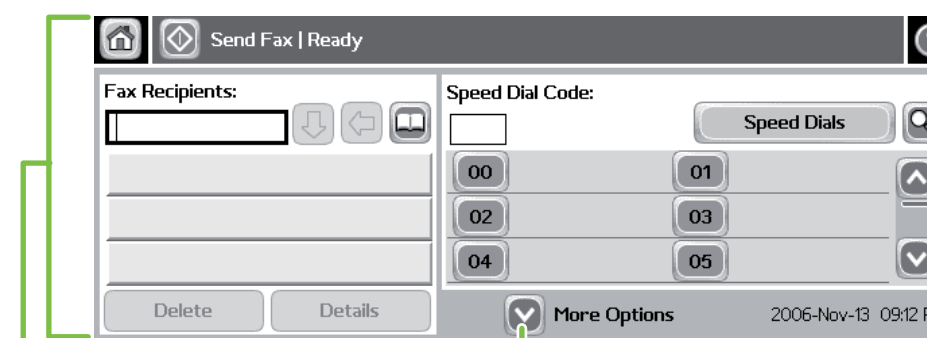 Send Fax | Ready
Fax Recipients:
Speed Dial Code:
Speed Dials
00 01
02 03
04 05
Delete Details
More Options
2006-Nov-13 09:12